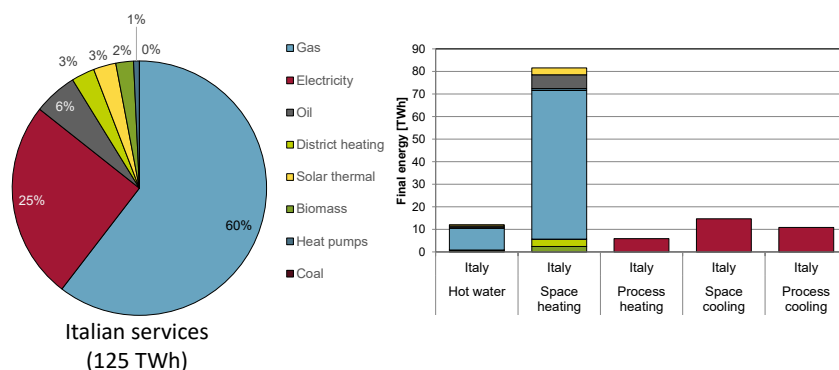 1%
3%
3%
2%
0%
6%
25%
60%
Gas
Electricity
Oil
District heating
Solar thermal
Biomass
Heat pumps
Coal
Italian services
(125 TWh)
Final energy [TWh]
90
80
70
60
50
40
30
20
10
0
Italy
Italy
Italy
Italy
Italy
Hot water
Space
heating
Process
heating
Space
cooling
Process
cooling